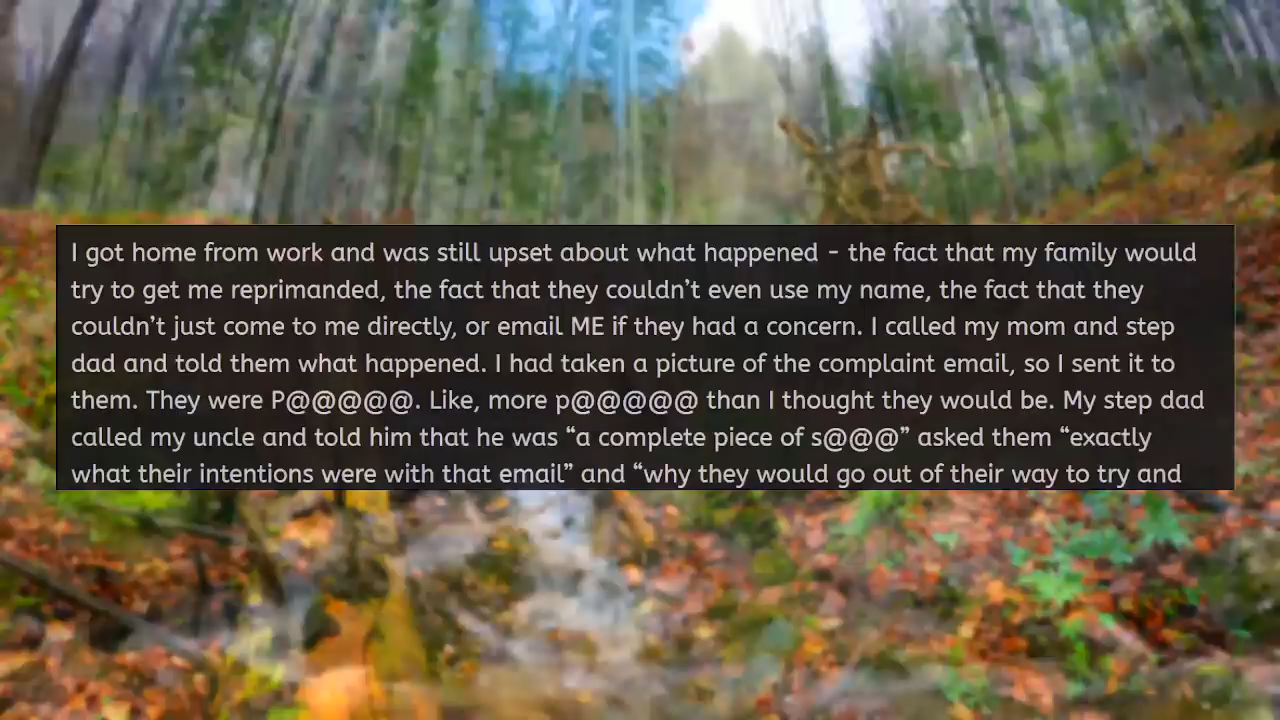 I got home from work and was still upset about what happened - the fact that my family would
try to get me reprimanded, the fact that they couldn’t even use my name, the fact that they
couldn’t just come to me directly, or email ME if they had a concern. I called my mom and step
dad and told them what happened. I had taken a picture of the complaint email, so I sent it to
them. They were P@@@@@. Like, more p@@@@@ than I thought they would be. My step dad
called my uncle and told him that he was “a complete piece of s@@@” asked them “exactly
what their intentions were with that email” and “why they would go out of their way to try and